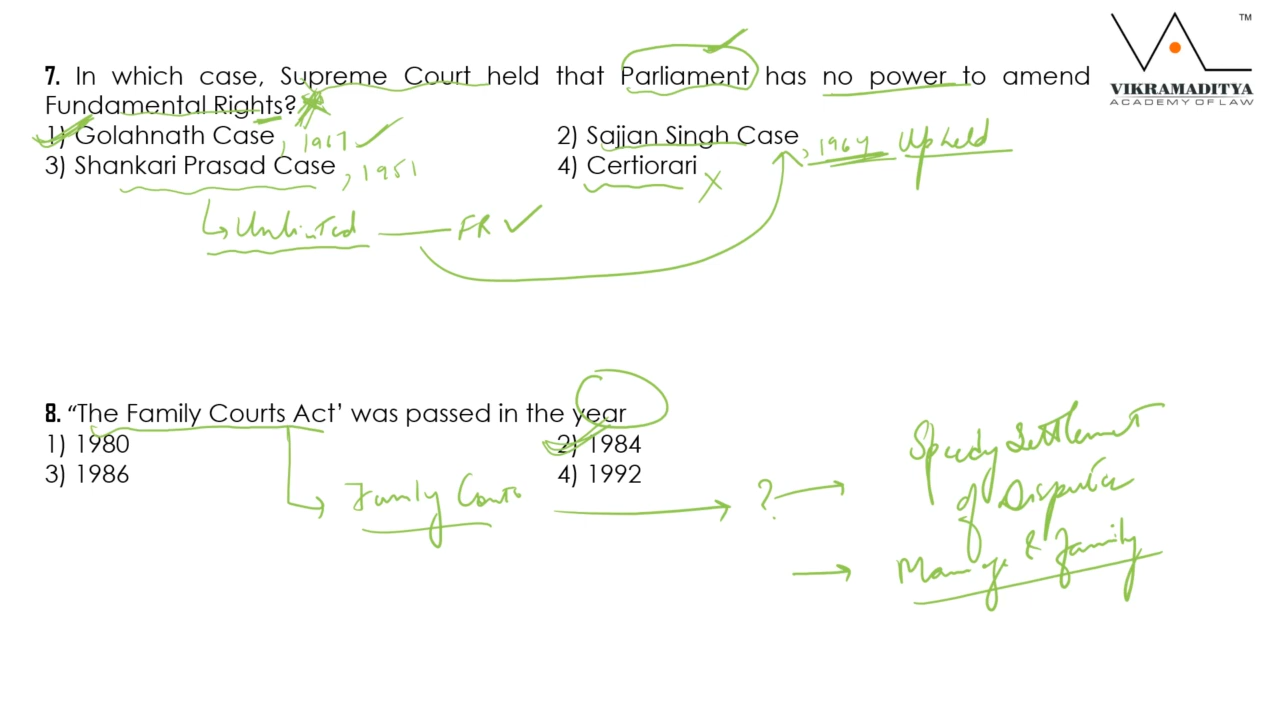 TM
VIKRAMADITYA
ACADEMY OF LAW
7. In which case, Supreme Court held that Parliament has no power to amend
Fundamental Rights?
1) Golahnath Case , 1967
2) Sajjan Singh Case , 1964 Upheld
3) Shankari Prasad Case , 1951
4) Certiorari
Unlimited FR
8. “The Family Courts Act’ was passed in the year
1) 1980
2) 1984
3) 1986
4) 1992
Family Courts ?
Speedy Settlement
of Disputes
Marriage & Family